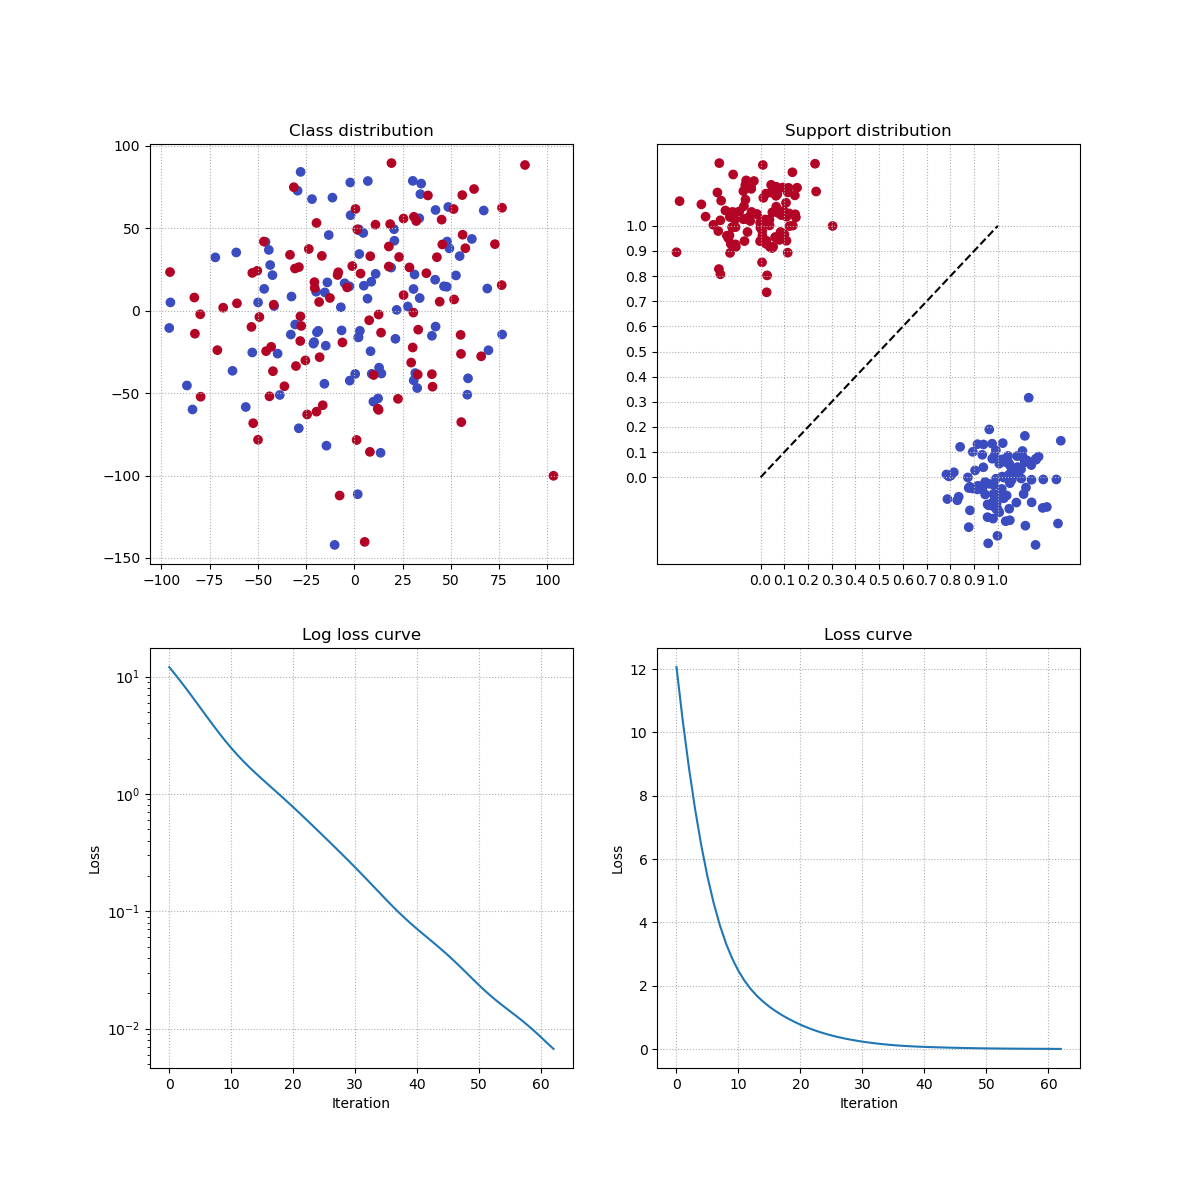 Class distribution
100
50
0
−50
−100
−150
−100 −75 −50 −25 0 25 50 75 100
Support distribution
1.0
0.9
0.8
0.7
0.6
0.5
0.4
0.3
0.2
0.1
0.0
0.0 0.1 0.2 0.3 0.4 0.5 0.6 0.7 0.8 0.9 1.0
Log loss curve
10¹
10⁰
10⁻¹
10⁻²
Loss
0 10 20 30 40 50 60
Iteration
Loss curve
12
10
8
6
4
2
0
Loss
0 10 20 30 40 50 60
Iteration